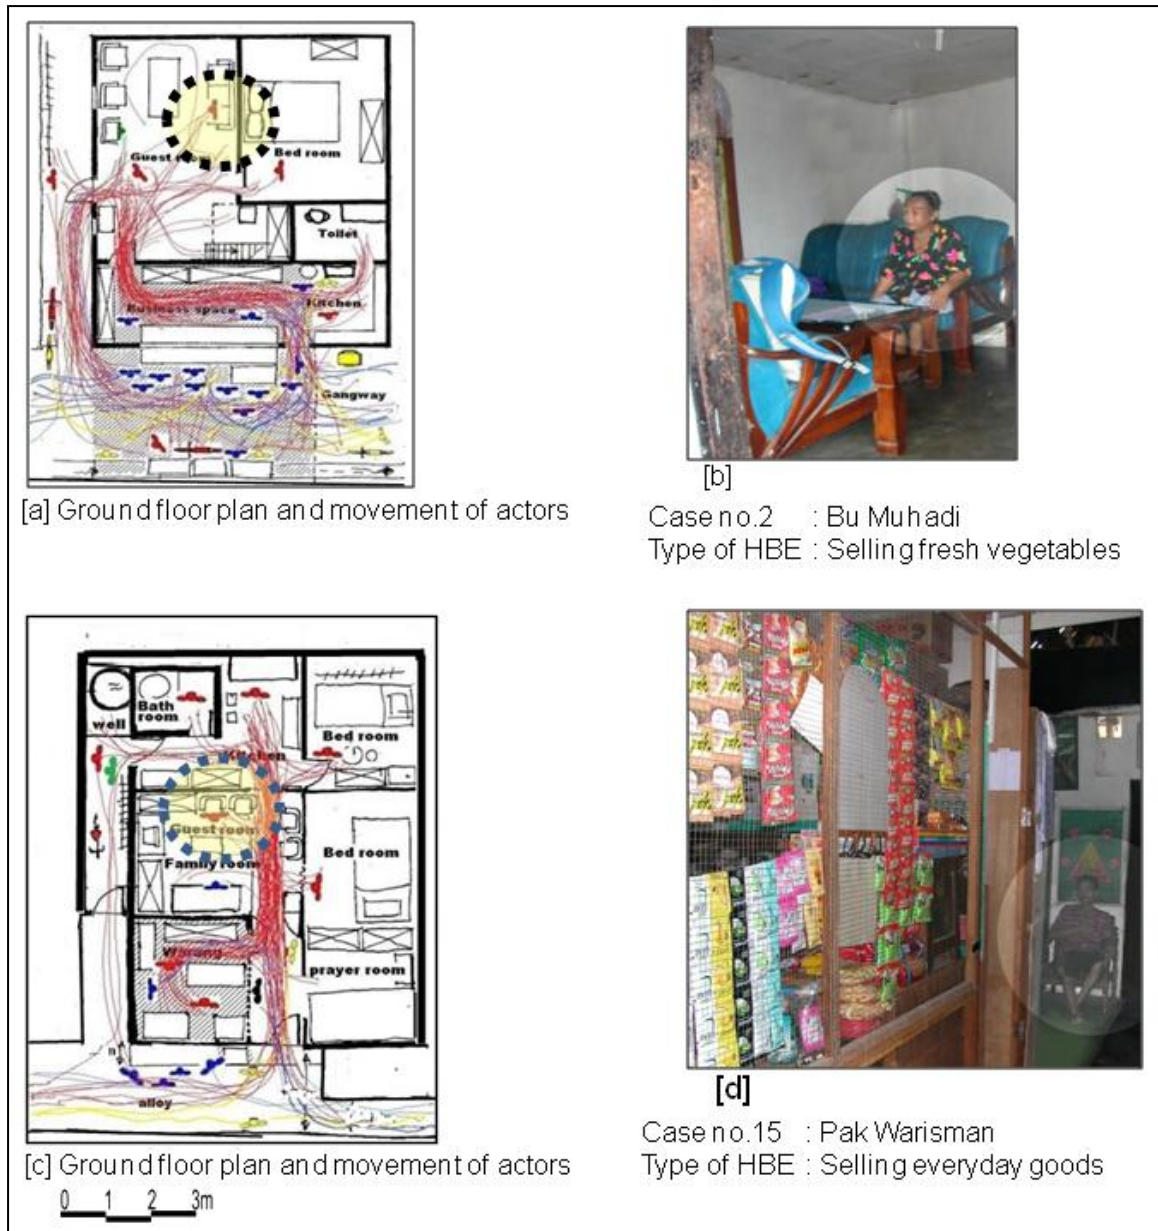 Guest room
Bed room
Toilet
Business space
Kitchen
Gangway
[a] Ground floor plan and movement of actors
[b]
Case no.2 : Bu Muhadi
Type of HBE : Selling fresh vegetables
well
Bath
room
Bed room
Kitchen
Guest room
Family room
Bed room
Warung
prayer room
alloy
[c] Ground floor plan and movement of actors
0 1 2 3m
[d]
Case no.15 : Pak Warisman
Type of HBE : Selling everyday goods